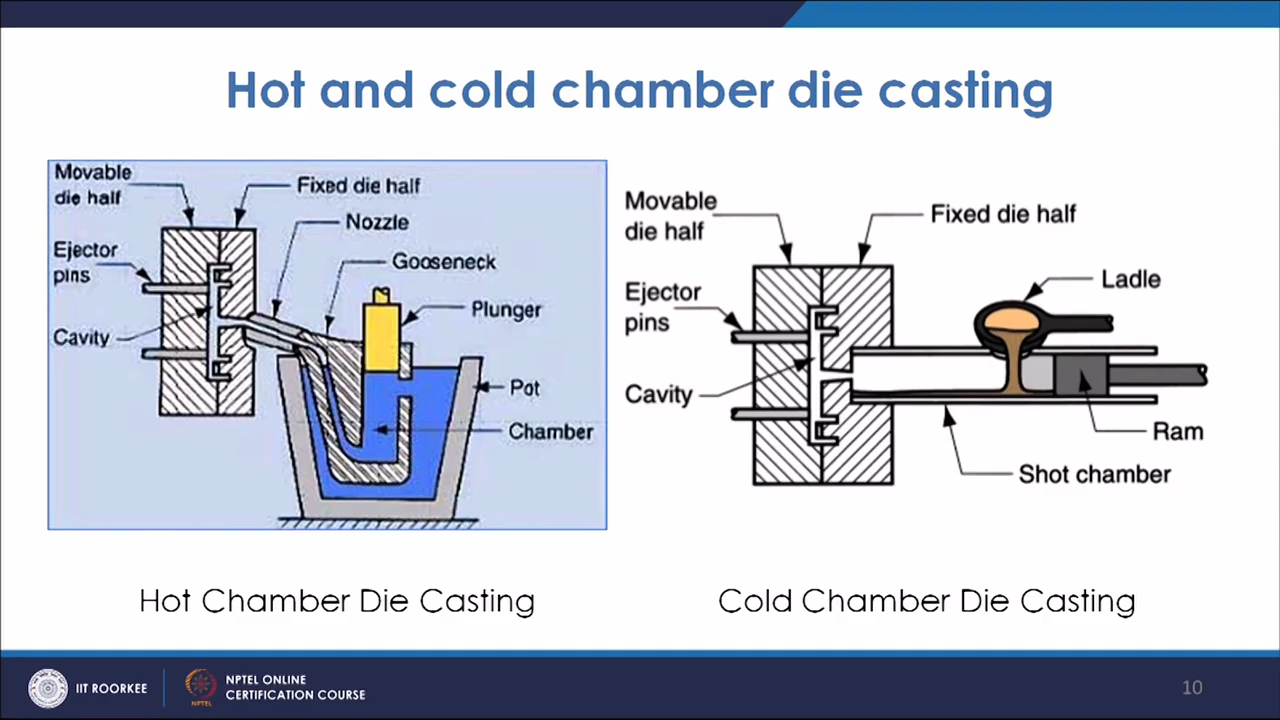 Hot and cold chamber die casting
Movable
die half
Fixed die half
Nozzle
Ejector
pins
Gooseneck
Plunger
Cavity
Pot
Chamber
Hot Chamber Die Casting
Movable
die half
Fixed die half
Ladle
Ejector
pins
Cavity
Ram
Shot chamber
Cold Chamber Die Casting
IIT ROORKEE
NPTEL
NPTEL ONLINE
CERTIFICATION COURSE
10